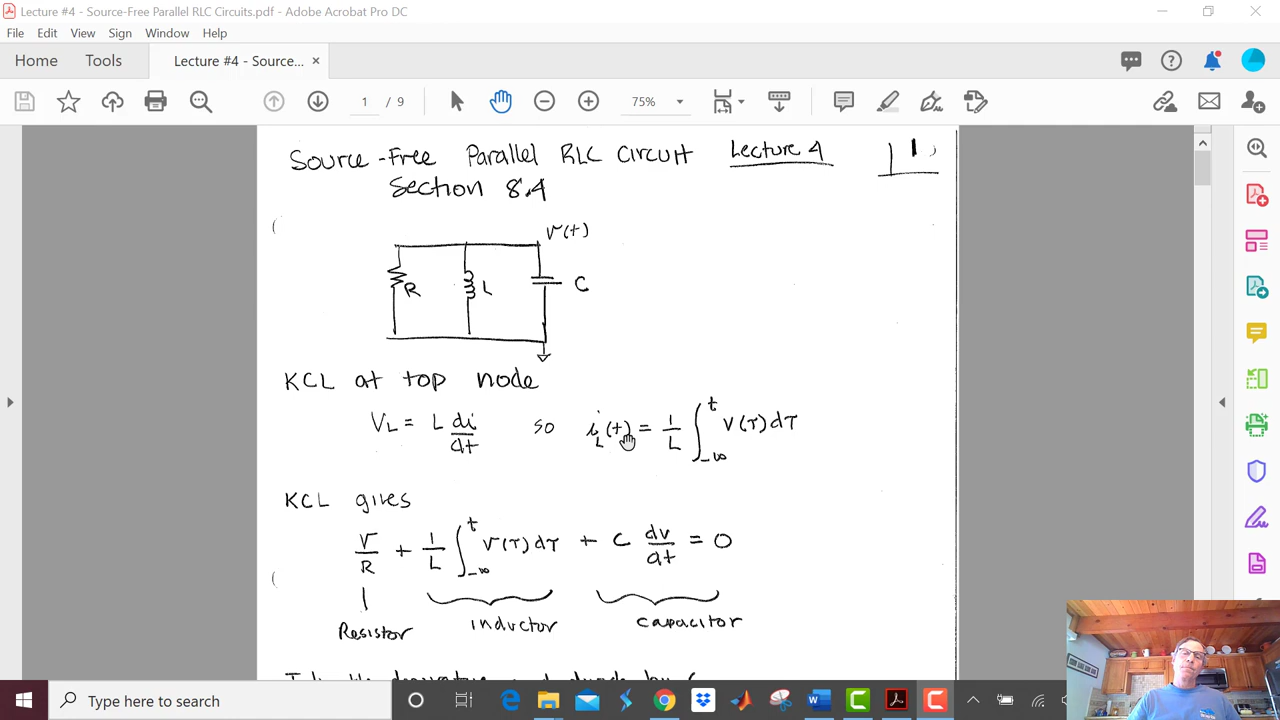 Lecture #4 - Source-Free Parallel RLC Circuits.pdf - Adobe Acrobat Pro DC
File Edit View Sign Window Help
Home Tools Lecture #4 - Source... ×
1 / 9 75%
Source-Free Parallel RLC Circuit Lecture 4 1
Section 8.4
v(t)
R L C
KCL at top node
V_L = L di/dt so i_L(t) = 1/L ∫_{-∞}^{t} v(τ)dτ
KCL gives
v/R + 1/L ∫_{-∞}^{t} v(τ)dτ + C dv/dt = 0
Resistor inductor capacitor
Type here to search